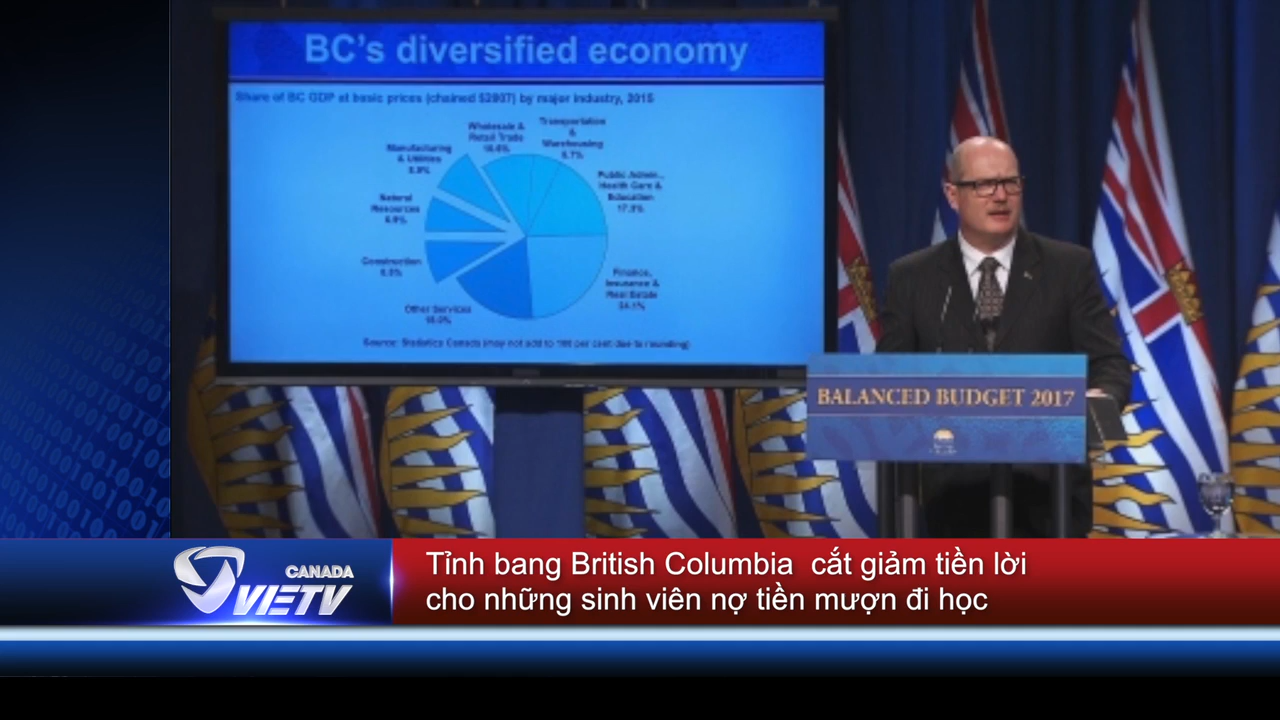 BC's diversified economy
Share of BC GDP at basic prices (chained $2007) by major industry, 2015
Wholesale &
Retail Trade
Transportation
&
Warehousing
Manufacturing
& Utilities
Public Admin.,
Health Care &
Education
Natural
Resources
Construction
Finance,
Insurance &
Real Estate
Other Services
Source: Statistics Canada (may not add to 100 per cent due to rounding)
BALANCED BUDGET 2017
CANADA
VIETV
Tỉnh bang British Columbia cắt giảm tiền lời
cho những sinh viên nợ tiền mượn đi học